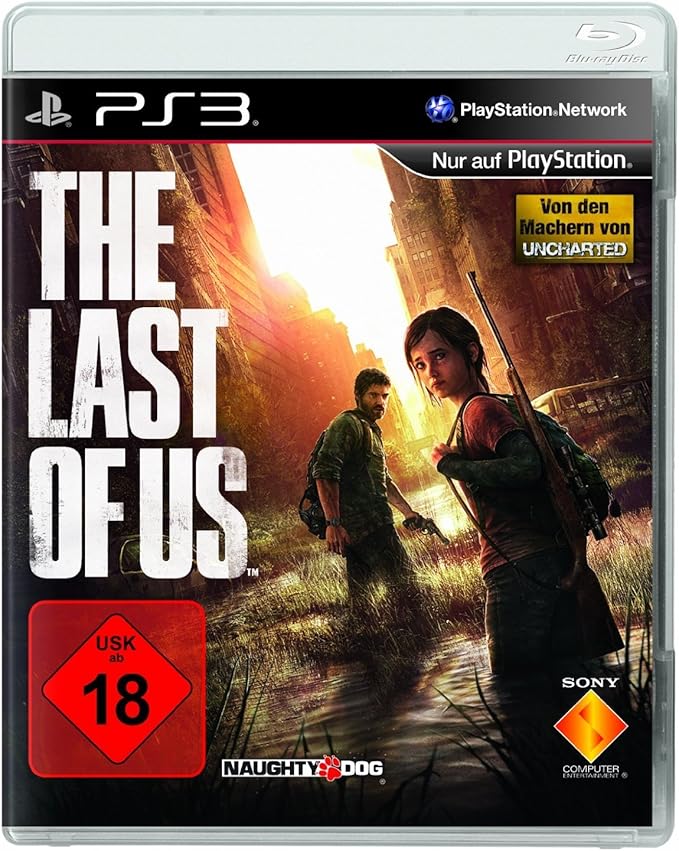 Blu-ray Disc
PS3
PlayStation®Network
Nur auf PlayStation®
THE
LAST
OF US™
Von den
Machern von
UNCHARTED
USK
ab
18
NAUGHTY DOG®
SONY
COMPUTER
ENTERTAINMENT®